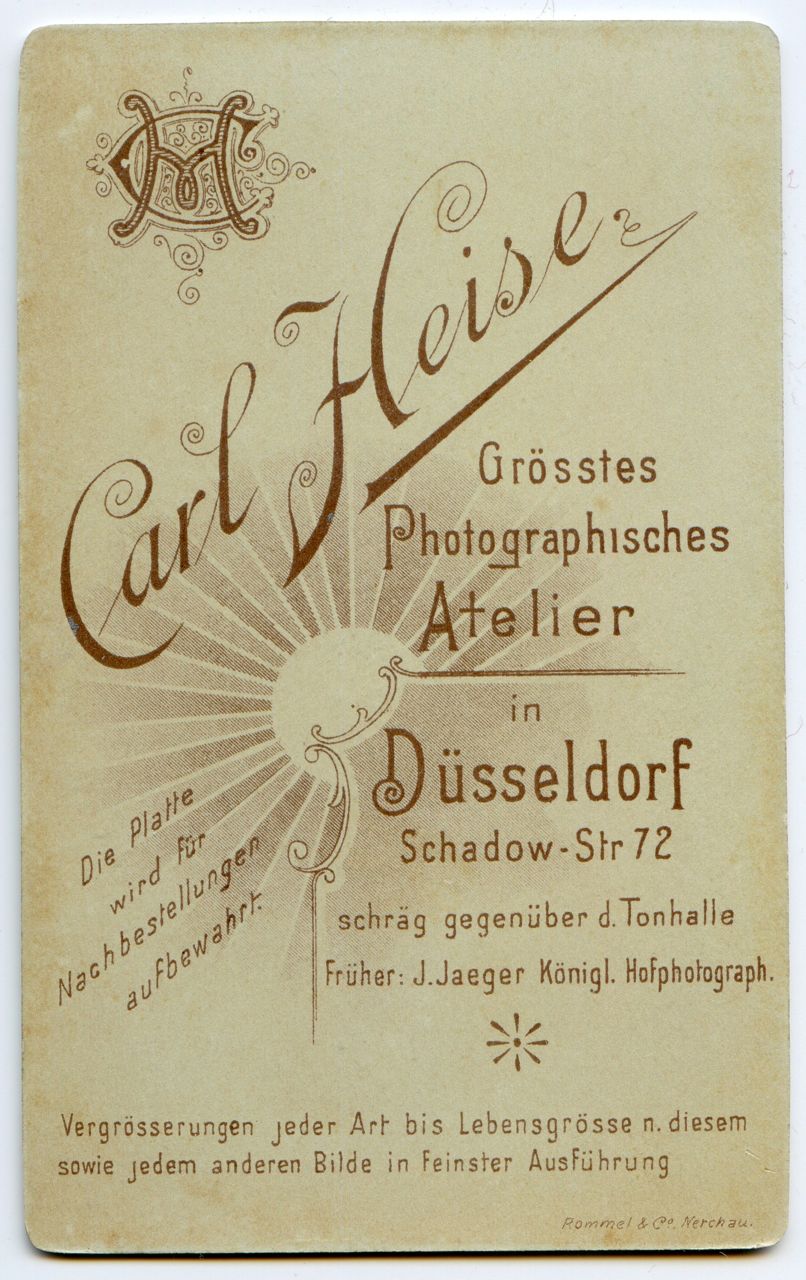 CH
Carl Heise
Grösstes
Photographisches
Atelier
in
Düsseldorf
Schadow-Str 72
schräg gegenüber d. Tonhalle
Früher: J. Jaeger Königl. Hofphotograph.
Die Platte
wird für
Nachbestellungen
aufbewahrt.
Vergrösserungen jeder Art bis Lebensgrösse n. diesem
sowie jedem anderen Bilde in feinster Ausführung
Rommel & Co. Nerchau.